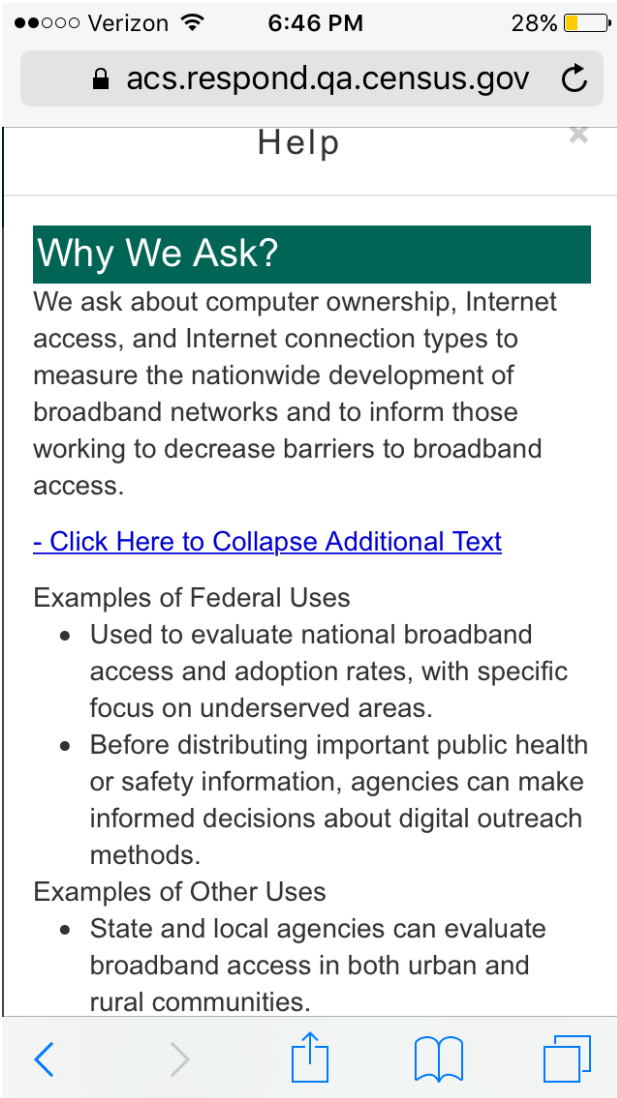 Verizon 6:46 PM 28%
acs.respond.qa.census.gov
Help ×
Why We Ask?
We ask about computer ownership, Internet
access, and Internet connection types to
measure the nationwide development of
broadband networks and to inform those
working to decrease barriers to broadband
access.
- Click Here to Collapse Additional Text
Examples of Federal Uses
• Used to evaluate national broadband
access and adoption rates, with specific
focus on underserved areas.
• Before distributing important public health
or safety information, agencies can make
informed decisions about digital outreach
methods.
Examples of Other Uses
• State and local agencies can evaluate
broadband access in both urban and
rural communities.